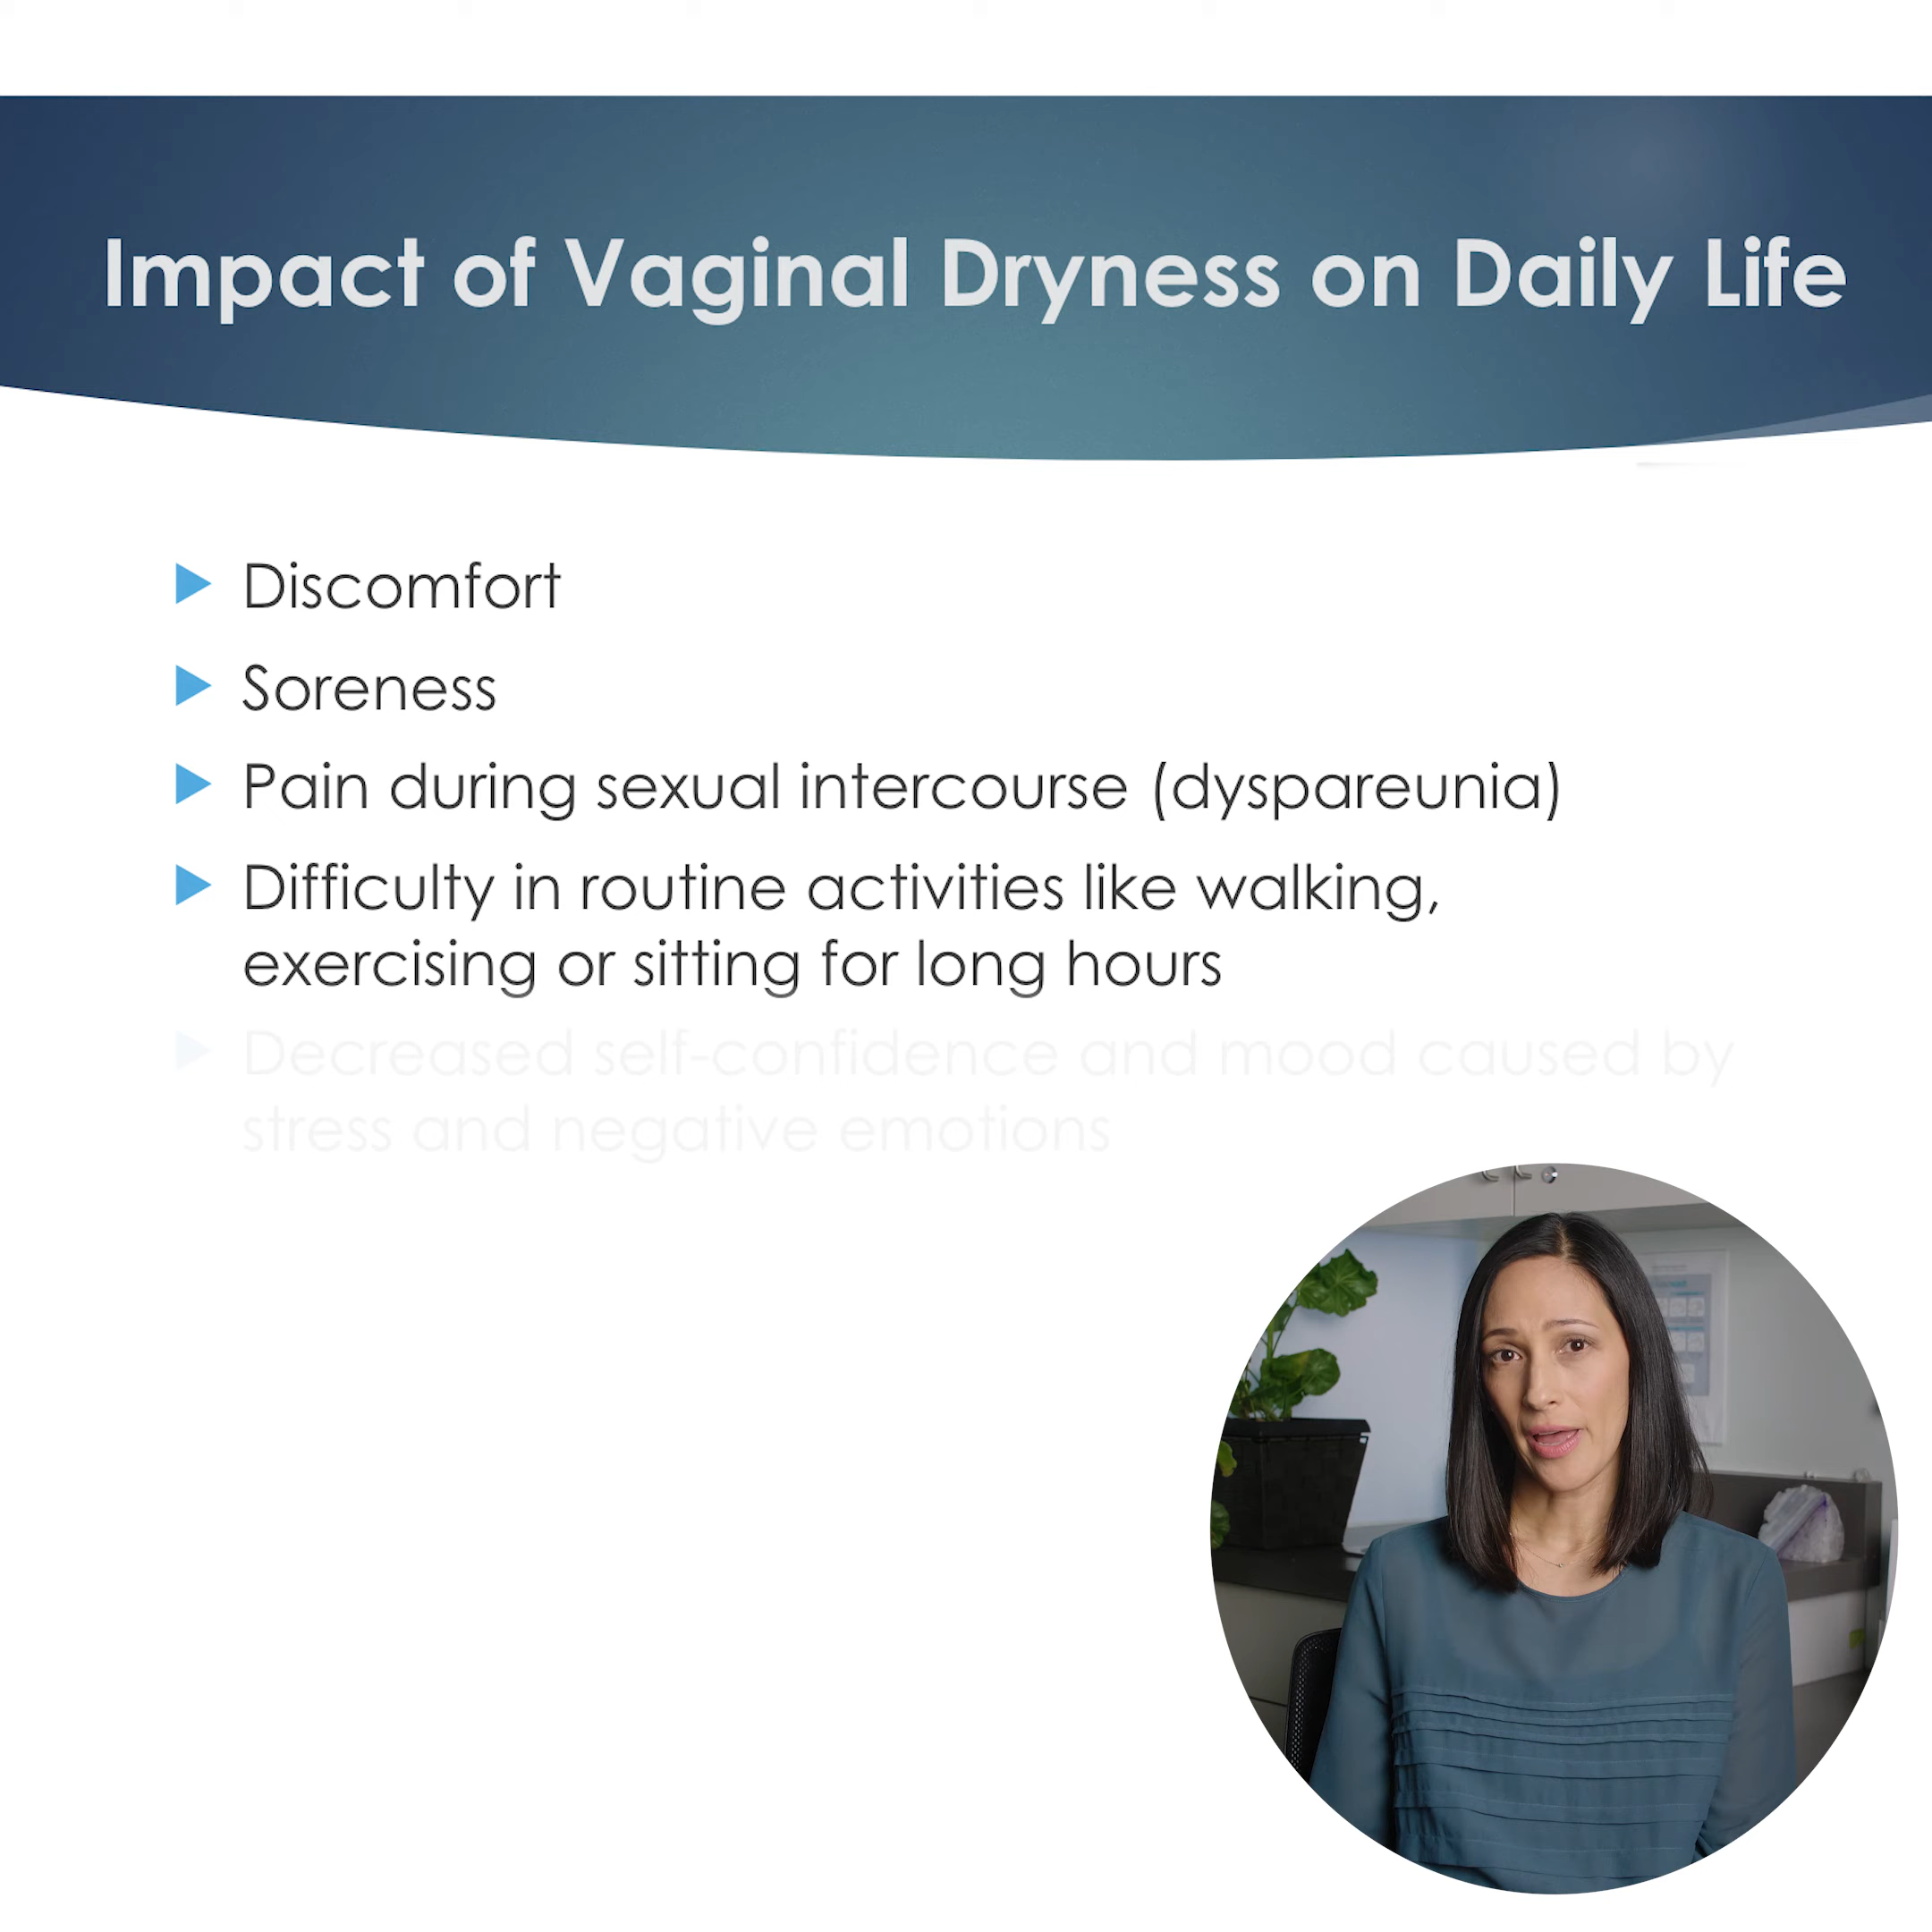 Impact of Vaginal Dryness on Daily Life
Discomfort
Soreness
Pain during sexual intercourse (dyspareunia)
Difficulty in routine activities like walking,
exercising or sitting for long hours
Decreased self-confidence and mood caused by
stress and negative emotions